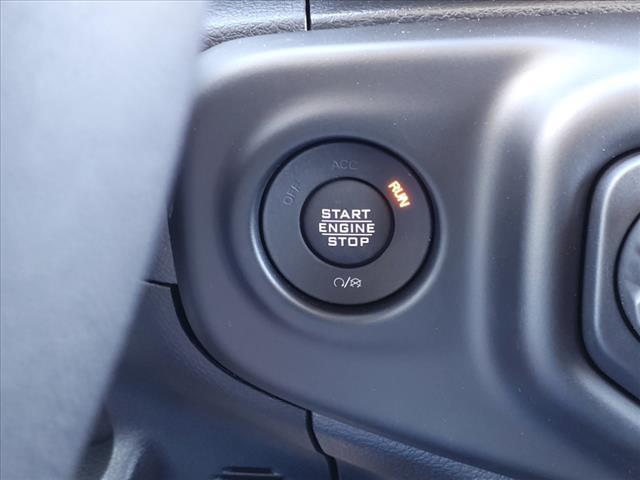 OFF
ACC
RUN
START
ENGINE
STOP
/